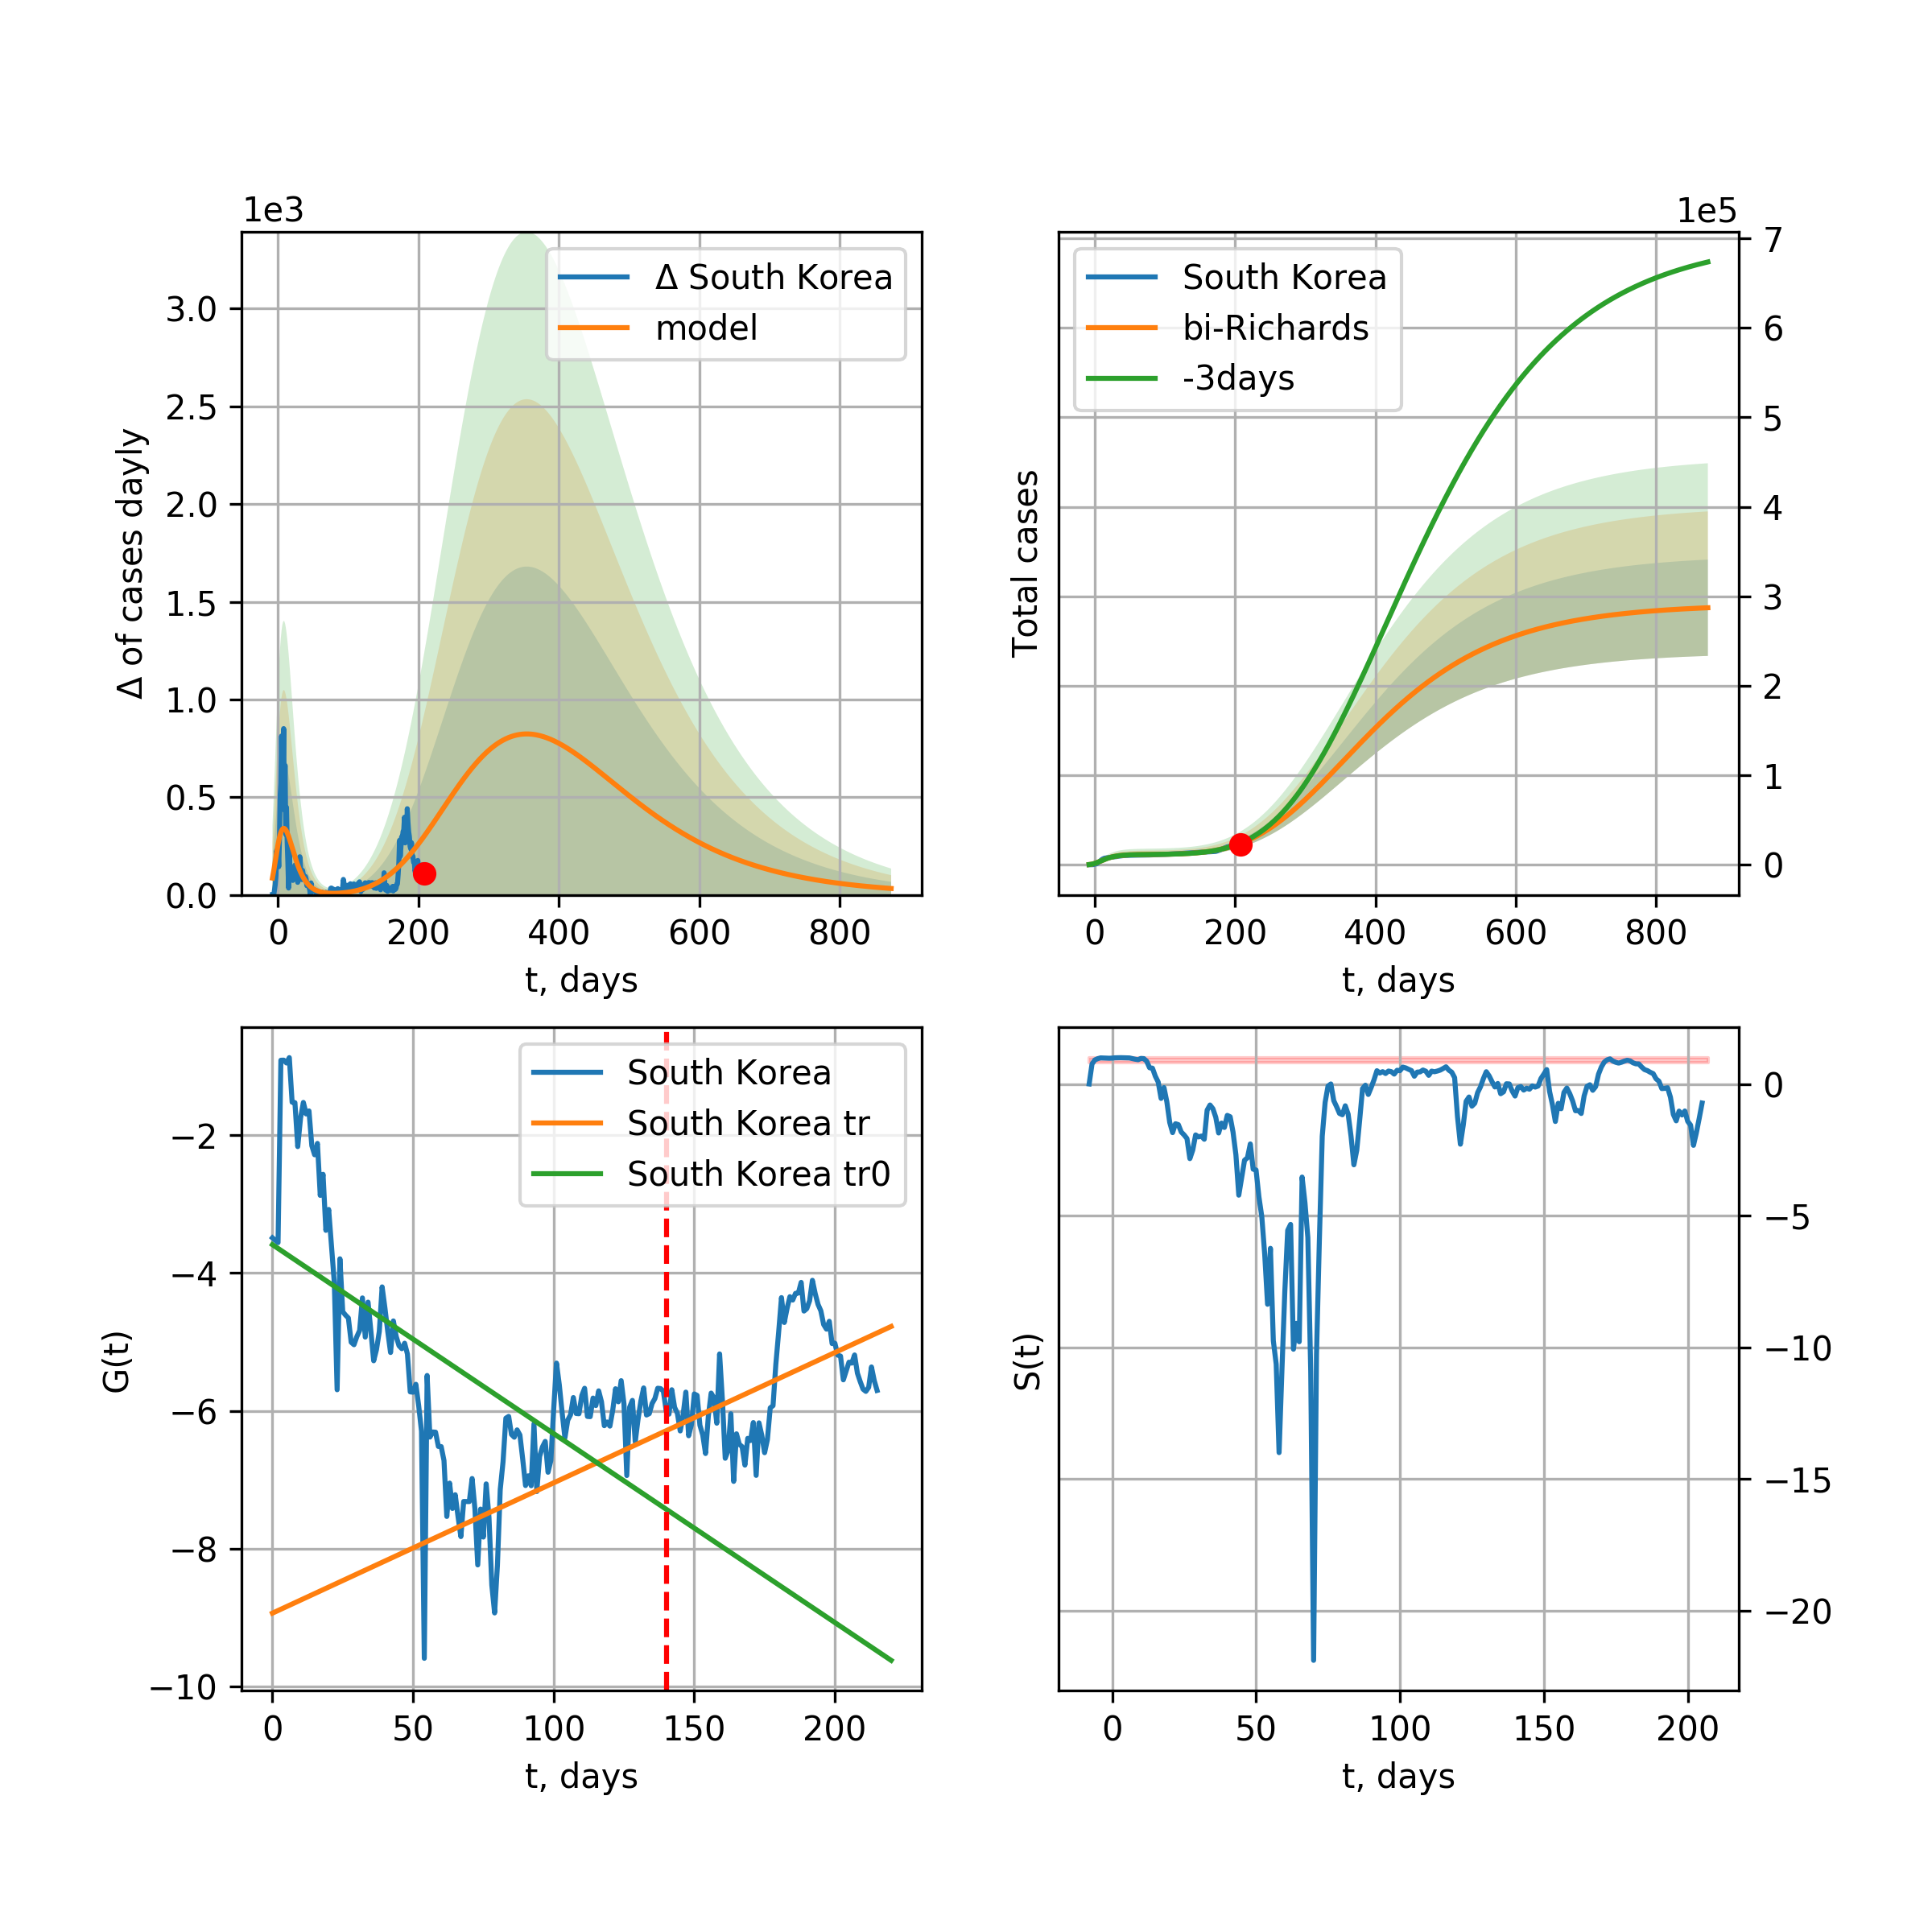 1e3
Δ South Korea
model
3.0
2.5
2.0
1.5
1.0
0.5
0.0
Δ of cases dayly
0 200 400 600 800
t, days
1e5
South Korea
bi-Richards
-3days
7
6
5
4
3
2
1
0
Total cases
0 200 400 600 800
t, days
South Korea
South Korea tr
South Korea tr0
−2
−4
−6
−8
−10
G(t)
0 50 100 150 200
t, days
0
−5
−10
−15
−20
S(t)
0 50 100 150 200
t, days